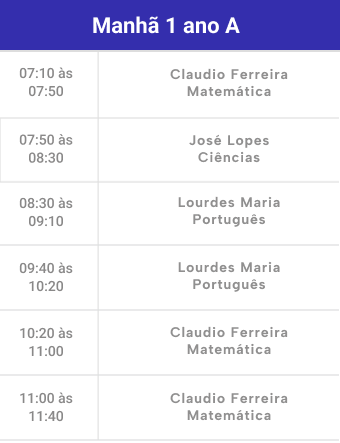 Manhã 1 ano A
07:10 às
07:50
Claudio Ferreira
Matemática
07:50 às
08:30
José Lopes
Ciências
08:30 às
09:10
Lourdes Maria
Português
09:40 às
10:20
Lourdes Maria
Português
10:20 às
11:00
Claudio Ferreira
Matemática
11:00 às
11:40
Claudio Ferreira
Matemática